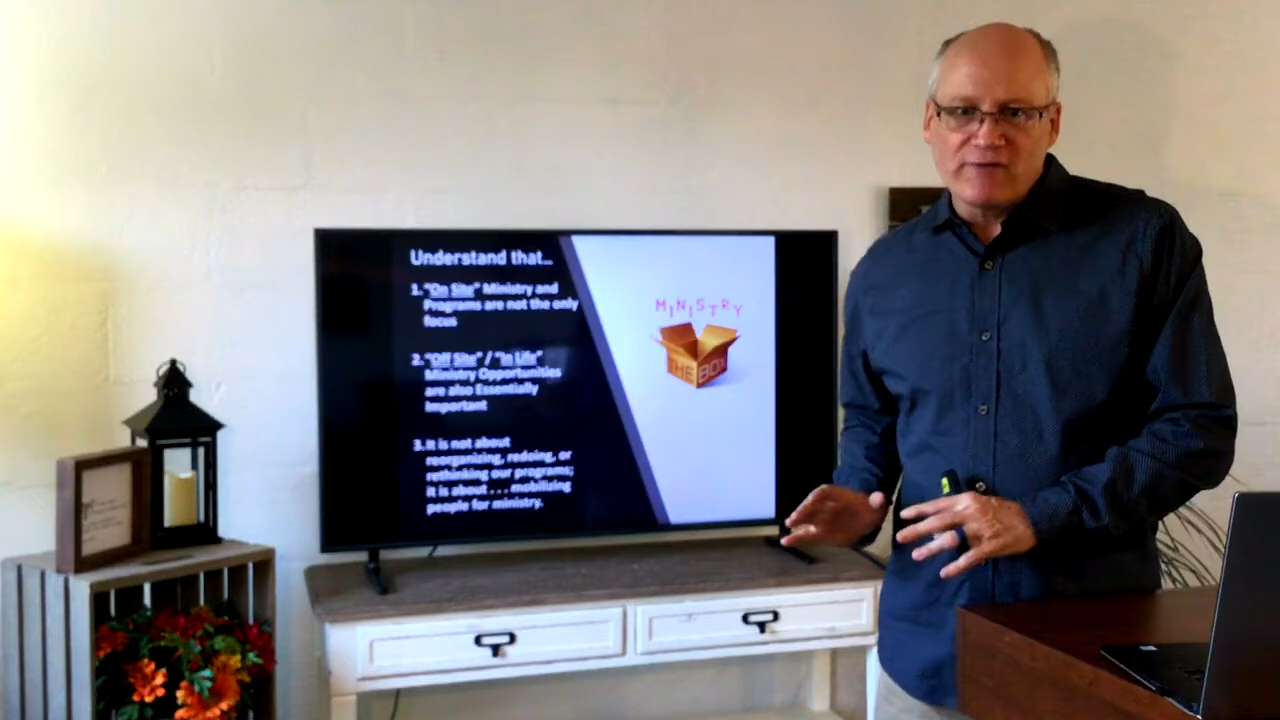 Understand that...
1. "On Site" Ministry and
Programs are not the only
focus
2. "Off Site" / "In Life"
Ministry Opportunities
are also Essentially
Important
3. It is not about
reorganizing, redoing, or
rethinking our programs;
it is about . . . mobilizing
people for ministry.
MINISTRY
THE BOX